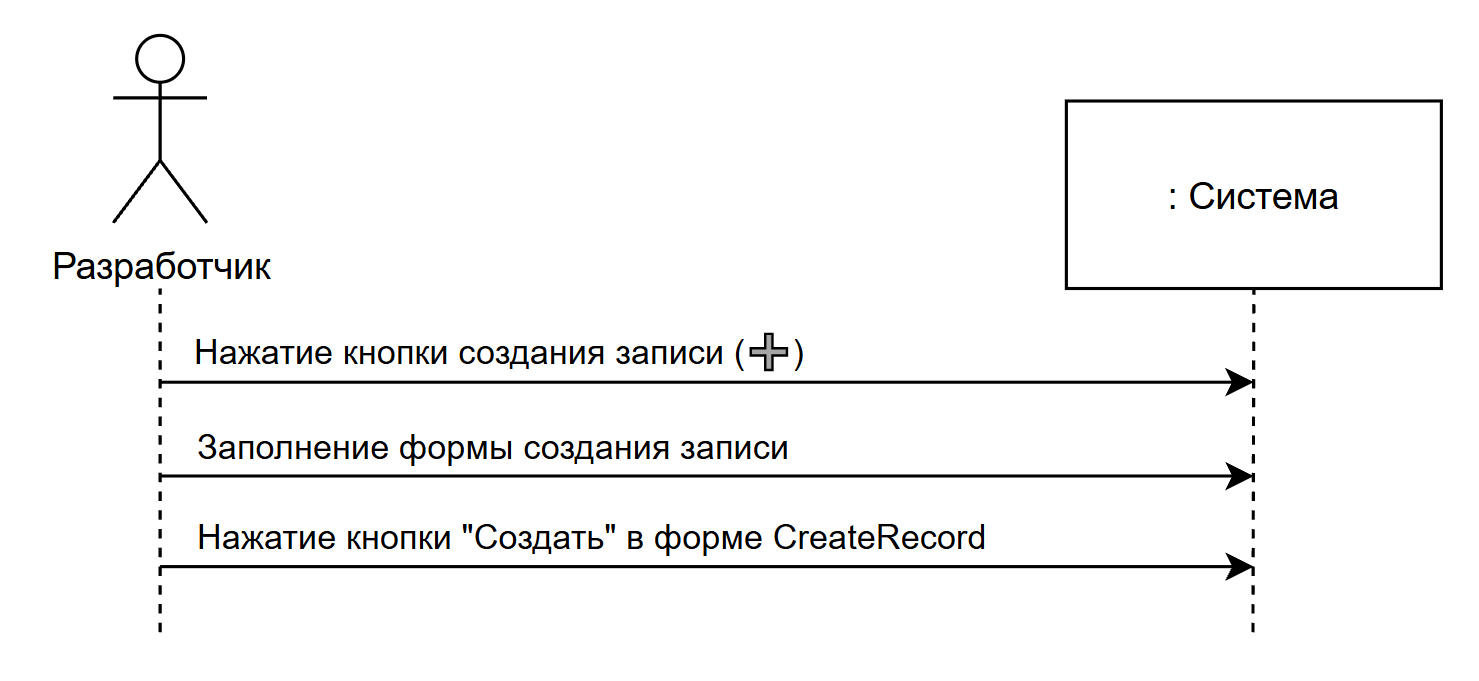 : Система
Разработчик
Нажатие кнопки создания записи (➕)
Заполнение формы создания записи
Нажатие кнопки "Создать" в форме CreateRecord